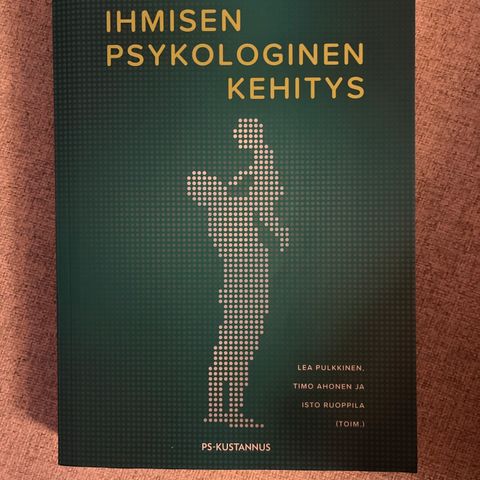 IHMISEN
PSYKOLOGINEN
KEHITYS
LEA PULKKINEN,
TIMO AHONEN JA
ISTO RUOPPILA
(TOIM.)
PS-KUSTANNUS